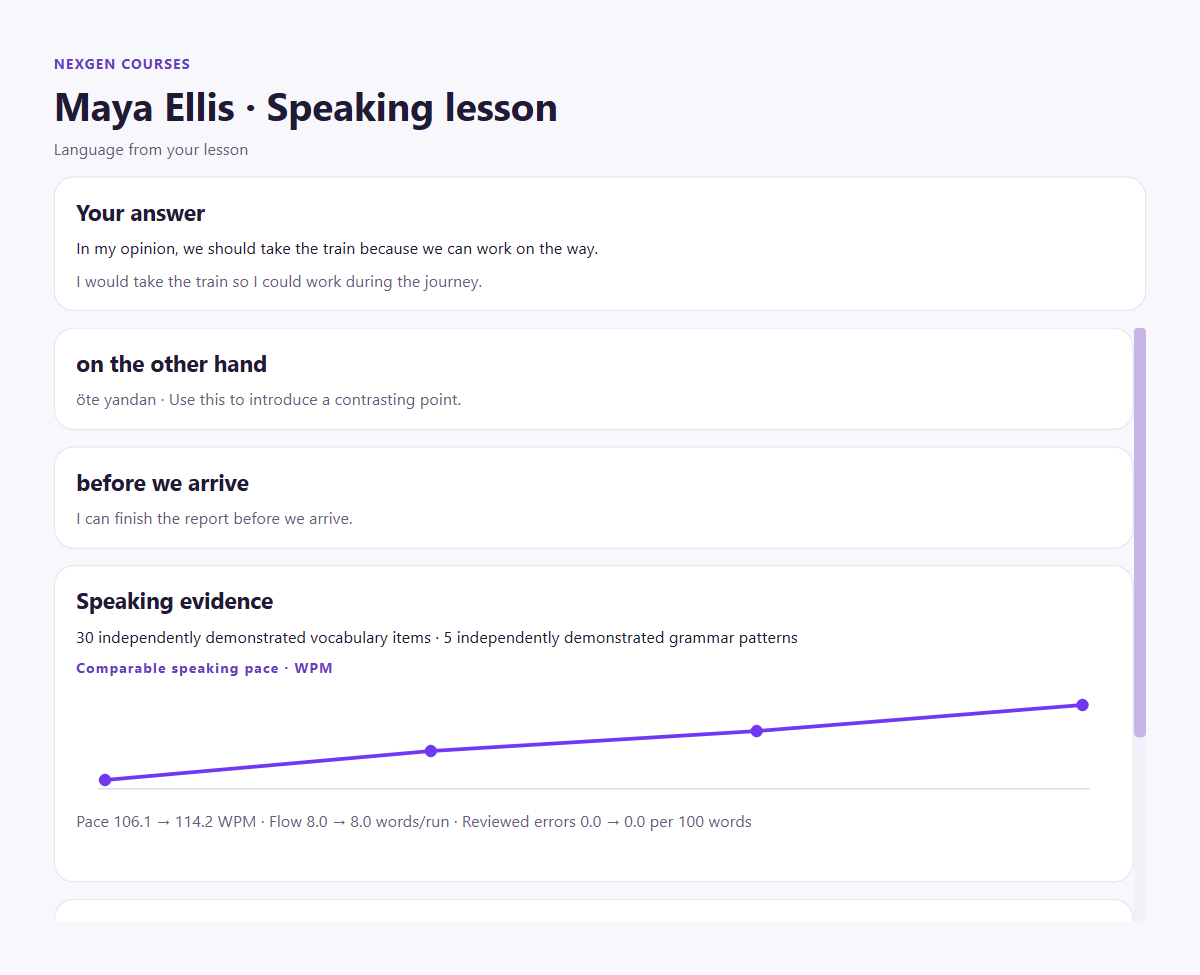 NEXGEN COURSES
Maya Ellis · Speaking lesson
Language from your lesson
Your answer
In my opinion, we should take the train because we can work on the way.
I would take the train so I could work during the journey.
on the other hand
öte yandan · Use this to introduce a contrasting point.
before we arrive
I can finish the report before we arrive.
Speaking evidence
30 independently demonstrated vocabulary items · 5 independently demonstrated grammar patterns
Comparable speaking pace · WPM
Pace 106.1 → 114.2 WPM · Flow 8.0 → 8.0 words/run · Reviewed errors 0.0 → 0.0 per 100 words